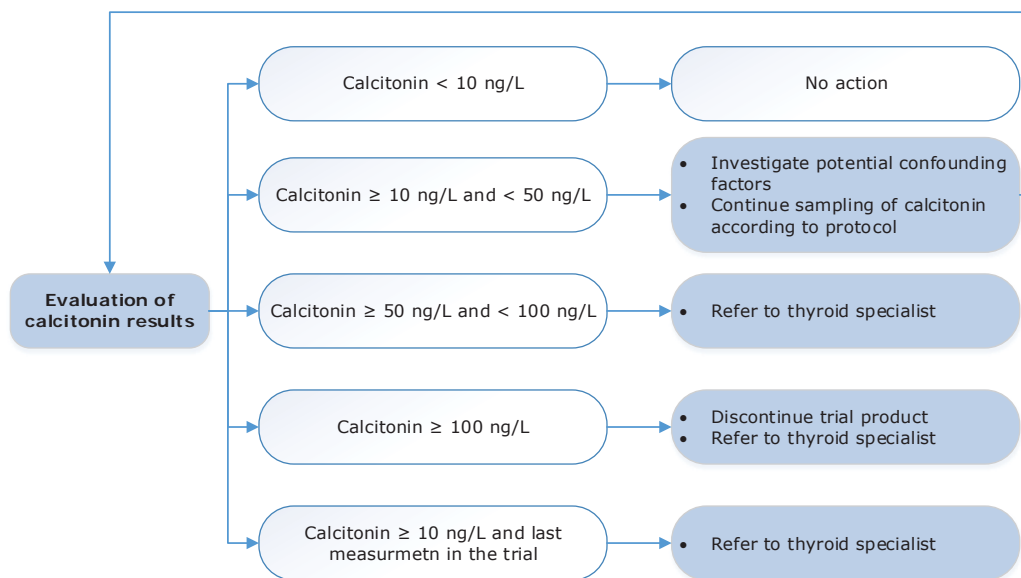 Calcitonin < 10 ng/L
No action
Calcitonin ≥ 10 ng/L and < 50 ng/L
• Investigate potential confounding
factors
• Continue sampling of calcitonin
according to protocol
Evaluation of
calcitonin results
Calcitonin ≥ 50 ng/L and < 100 ng/L
• Refer to thyroid specialist
Calcitonin ≥ 100 ng/L
• Discontinue trial product
• Refer to thyroid specialist
Calcitonin ≥ 10 ng/L and last
measurmetn in the trial
• Refer to thyroid specialist